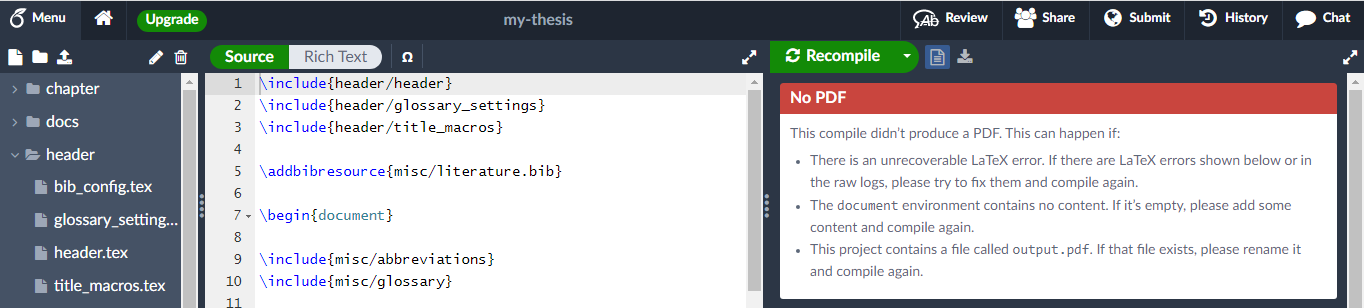 Menu
Upgrade
my-thesis
Review
Share
Submit
History
Chat
Source
Rich Text
Ω
Recompile
chapter
docs
header
bib_config.tex
glossary_setting...
header.tex
title_macros.tex
1 \include{header/header}
2 \include{header/glossary_settings}
3 \include{header/title_macros}
4
5 \addbibresource{misc/literature.bib}
6
7 \begin{document}
8
9 \include{misc/abbreviations}
10 \include{misc/glossary}
11
No PDF
This compile didn't produce a PDF. This can happen if:
• There is an unrecoverable LaTeX error. If there are LaTeX errors shown below or in
the raw logs, please try to fix them and compile again.
• The document environment contains no content. If it's empty, please add some
content and compile again.
• This project contains a file called output.pdf. If that file exists, please rename it
and compile again.